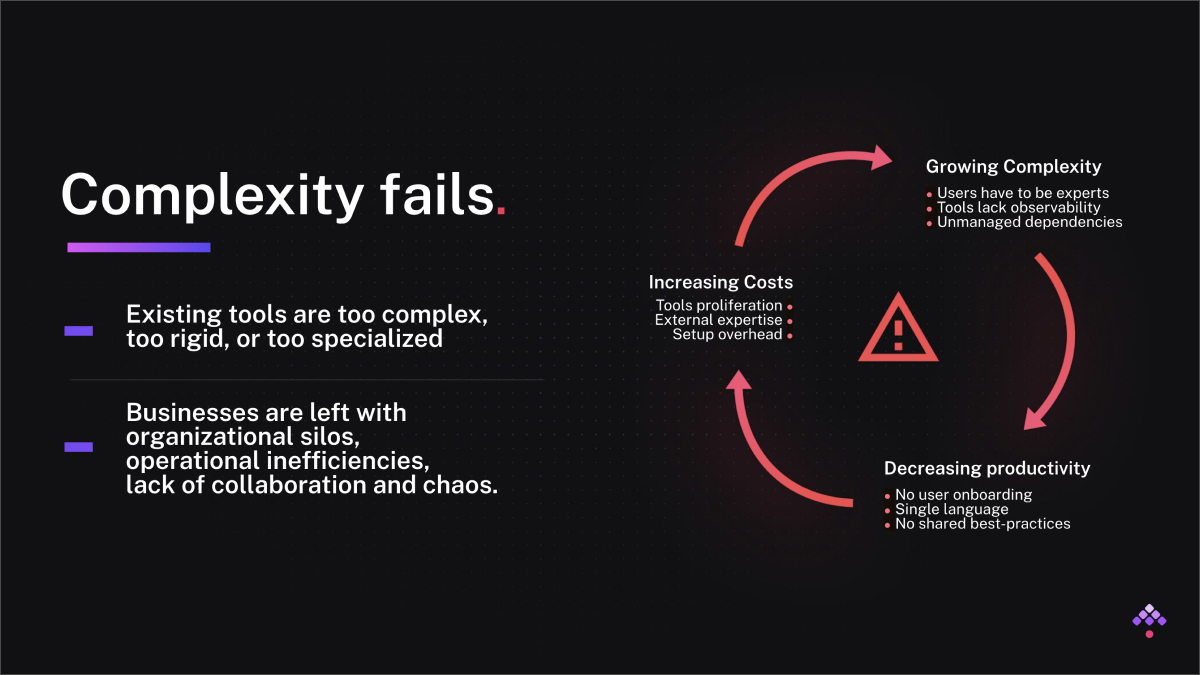 Complexity fails.
Existing tools are too complex,
too rigid, or too specialized
Businesses are left with
organizational silos,
operational inefficiencies,
lack of collaboration and chaos.
Growing Complexity
Users have to be experts
Tools lack observability
Unmanaged dependencies
Increasing Costs
Tools proliferation
External expertise
Setup overhead
Decreasing productivity
No user onboarding
Single language
No shared best-practices